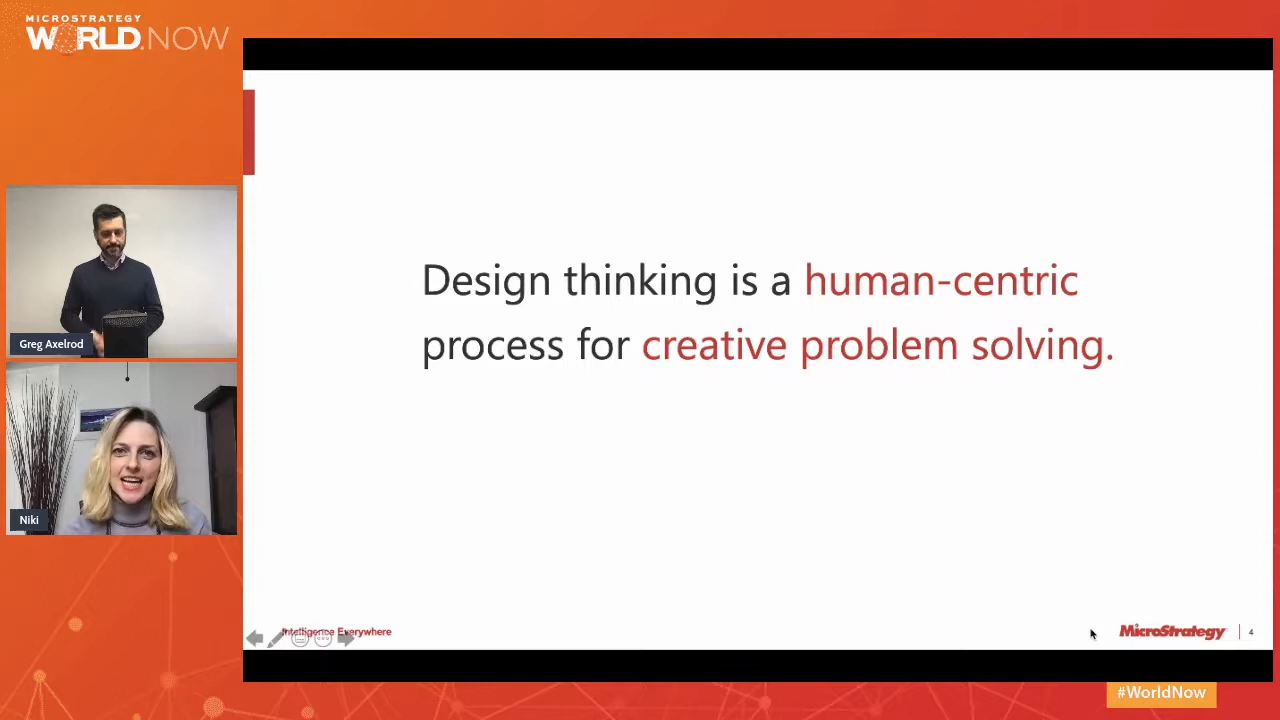 MICROSTRATEGY
WORLD.NOW
Design thinking is a human-centric
process for creative problem solving.
Greg Axelrod
Niki
Intelligence Everywhere
MicroStrategy
4
#WorldNow